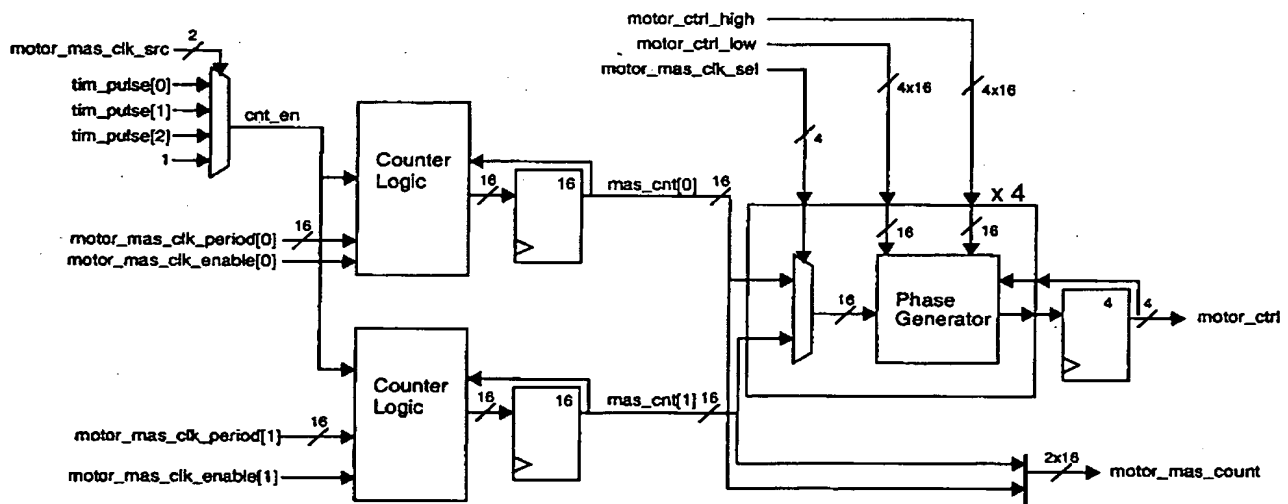 motor_ctrl_high
motor_ctrl_low
motor_mas_clk_sel
2
motor_mas_clk_src
tim_pulse[0]
tim_pulse[1]
tim_pulse[2]
1
cnt_en
4x16
4x16
4
Counter
Logic
16
16
mas_cnt[0]
16
x 4
16
motor_mas_clk_period[0]
motor_mas_clk_enable[0]
16
16
16
Phase
Generator
4
4
motor_ctrl
Counter
Logic
16
16
mas_cnt[1]
16
16
motor_mas_clk_period[1]
motor_mas_clk_enable[1]
2x16
motor_mas_count